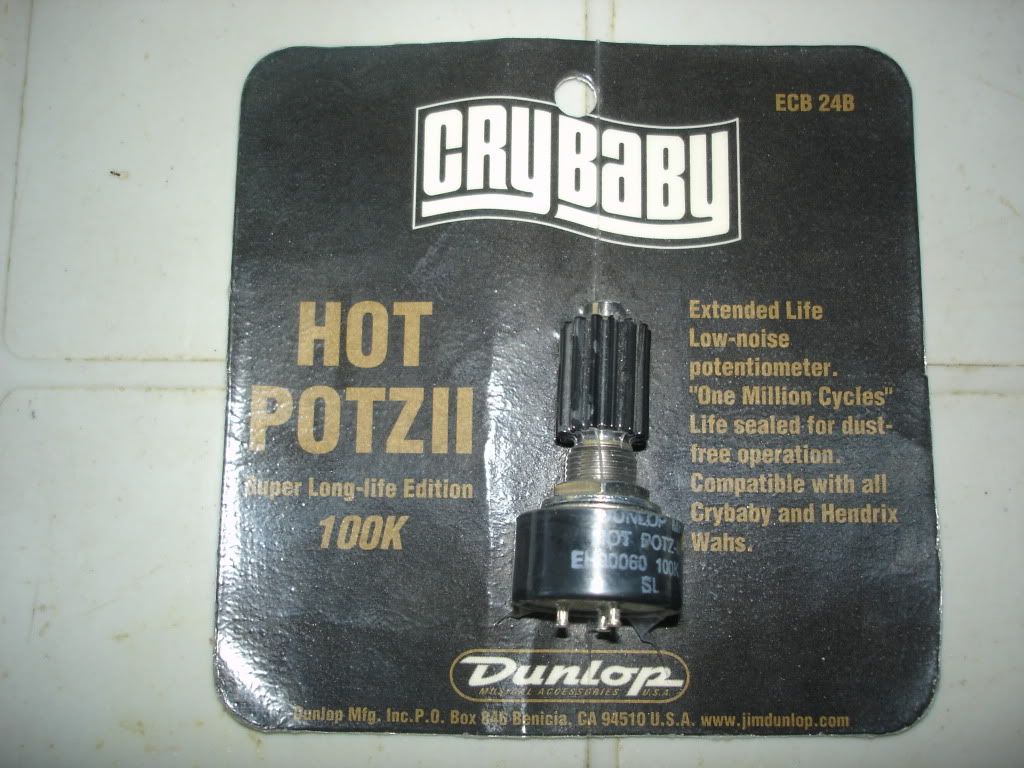 ECB 24B
CRYBABY
HOT
POTZII
Super Long-life Edition
100K
Extended Life
Low-noise
potentiometer.
"One Million Cycles"
Life sealed for dust-
free operation.
Compatible with all
Crybaby and Hendrix
Wahs.
DUNLOP
HOT POTZ-
100K
SL
Dunlop
MUSICAL ACCESSORIES U.S.A.
Dunlop Mfg. Inc. P.O. Box 846 Benicia, CA 94510 U.S.A. www.jimdunlop.com